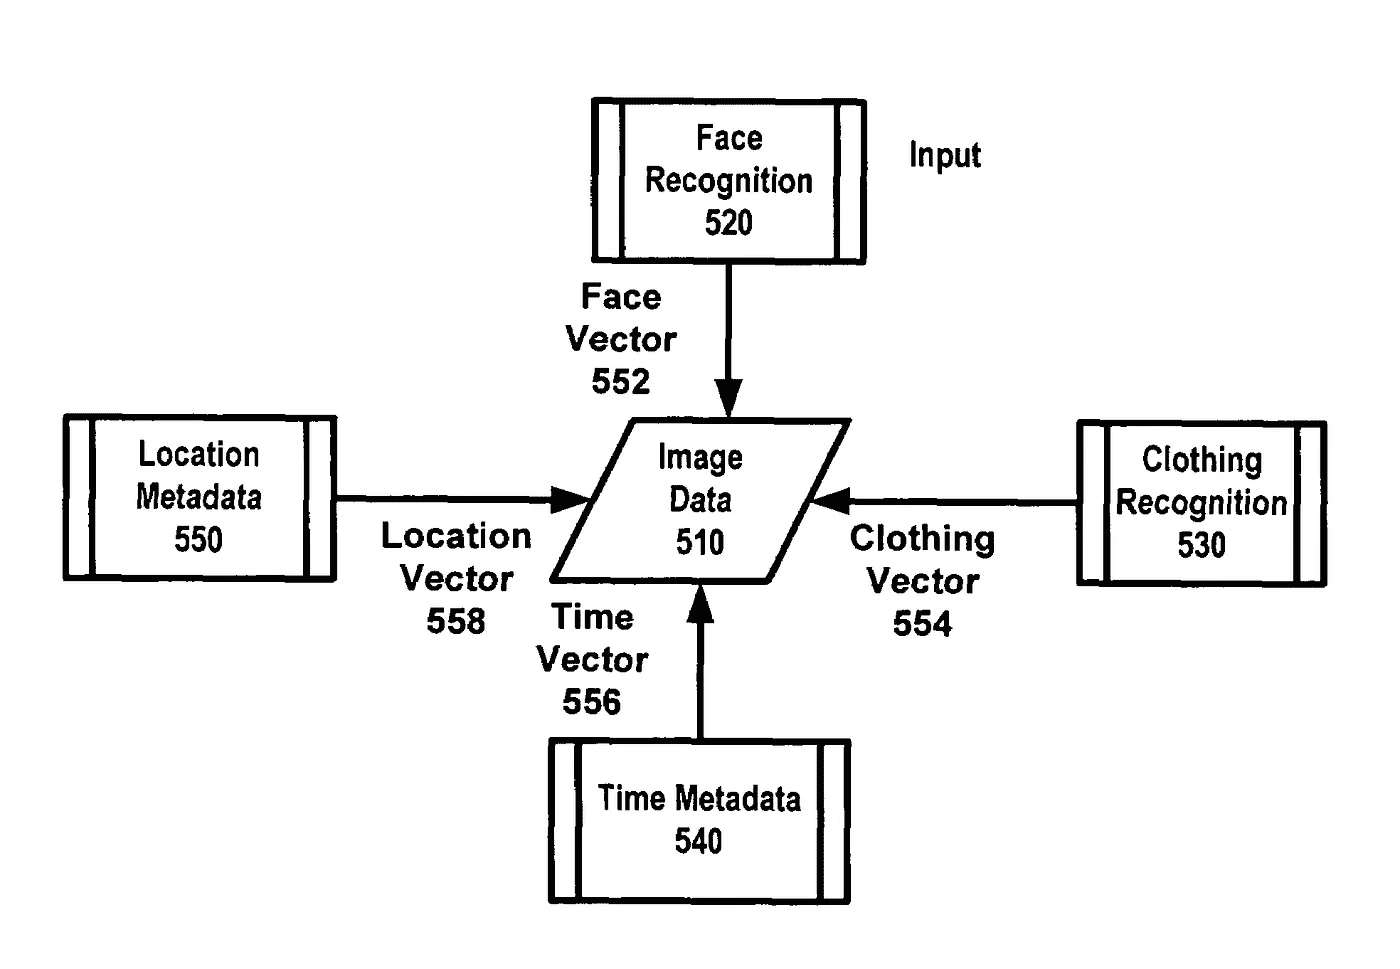 Face
Recognition
520
Input
Face
Vector
552
Location
Metadata
550
Image
Data
510
Clothing
Recognition
530
Location
Vector
558
Clothing
Vector
554
Time
Vector
556
Time Metadata
540